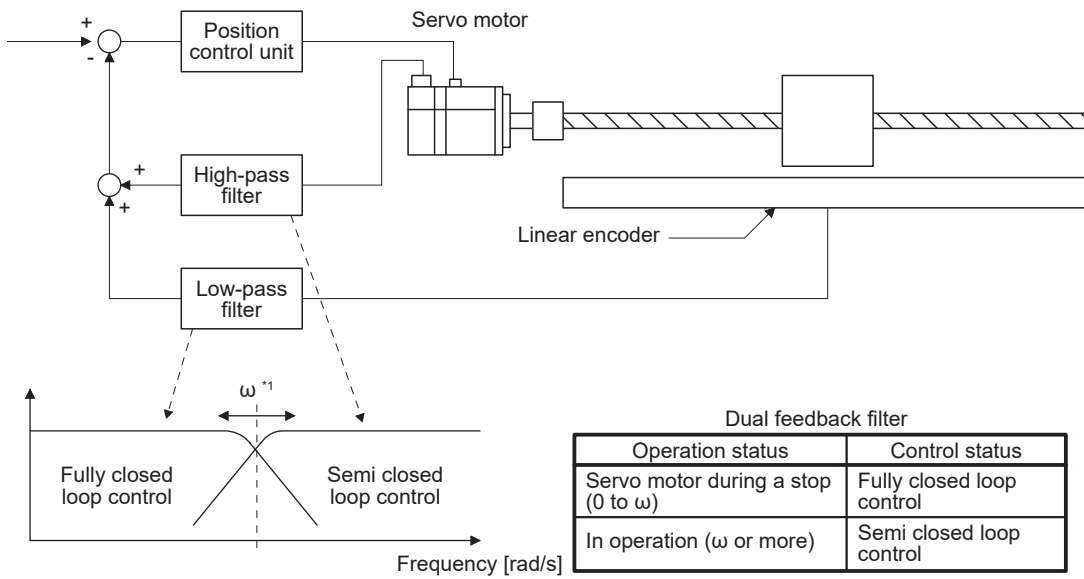 +
-
Position
control unit
Servo motor
+
+
High-pass
filter
Linear encoder
Low-pass
filter
ω *1
Fully closed
loop control
Semi closed
loop control
Frequency [rad/s]
Dual feedback filter
Operation status
Control status
Servo motor during a stop
(0 to ω)
Fully closed loop
control
In operation (ω or more)
Semi closed loop
control